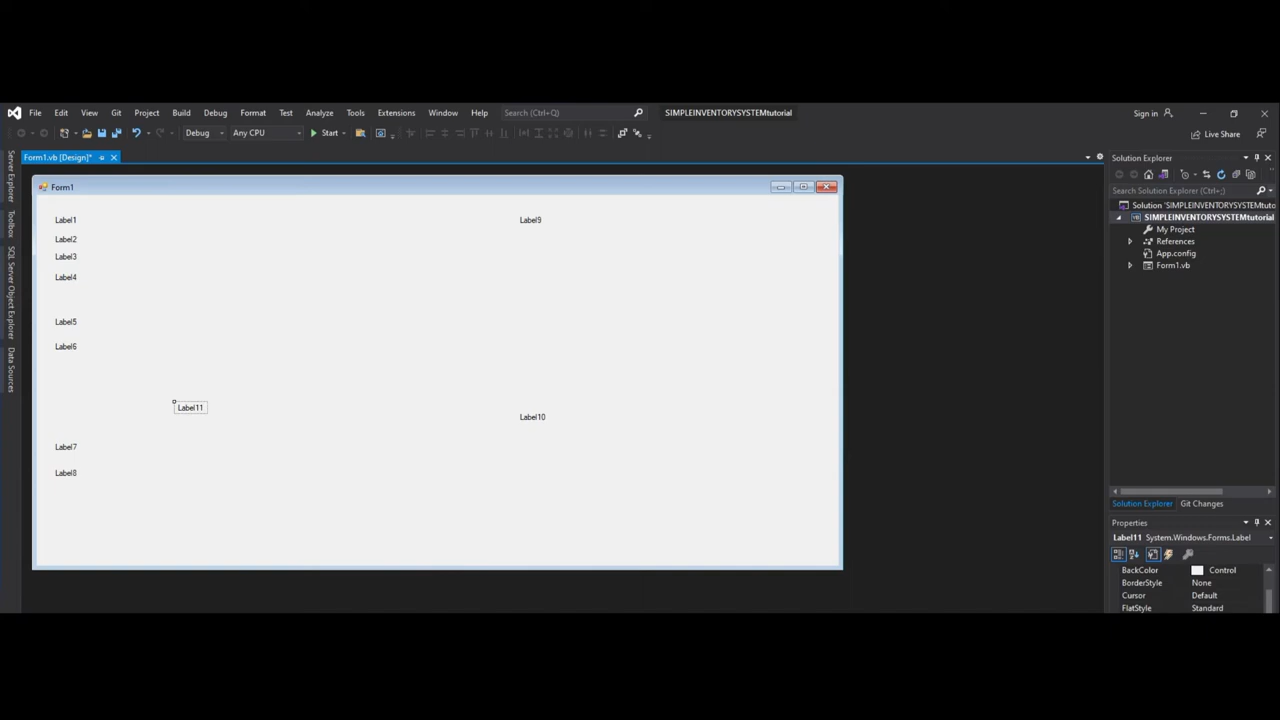 File Edit View Git Project Build Debug Format Test Analyze Tools Extensions Window Help Search (Ctrl+Q) SIMPLEINVENTORYSYSTEMtutorial Sign in
Debug Any CPU Start Live Share
Form1.vb [Design]*
Solution Explorer
Server Explorer
Toolbox
SQL Server Object Explorer
Data Sources
Form1
Label1
Label2
Label3
Label4
Label5
Label6
Label11
Label7
Label8
Label9
Label10
Search Solution Explorer (Ctrl+;)
Solution 'SIMPLEINVENTORYSYSTEMtuto
VB SIMPLEINVENTORYSYSTEMtutorial
My Project
References
App.config
Form1.vb
Solution Explorer Git Changes
Properties
Label11 System.Windows.Forms.Label
BackColor Control
BorderStyle None
Cursor Default
FlatStyle Standard